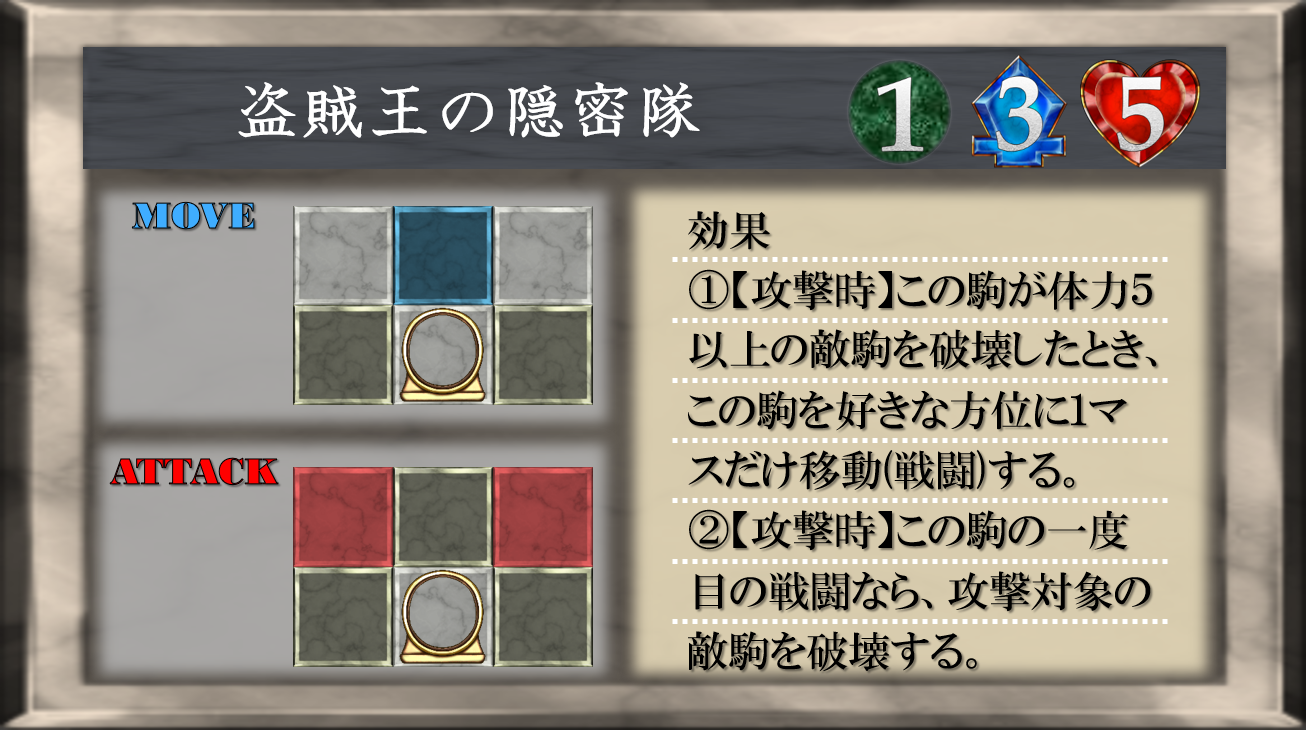 盗賊王の隠密隊
1 3 5
MOVE
ATTACK
効果
①【攻撃時】この駒が体力5
以上の敵駒を破壊したとき、
この駒を好きな方位に1マ
スだけ移動(戦闘)する。
②【攻撃時】この駒の一度
目の戦闘なら、攻撃対象の
敵駒を破壊する。